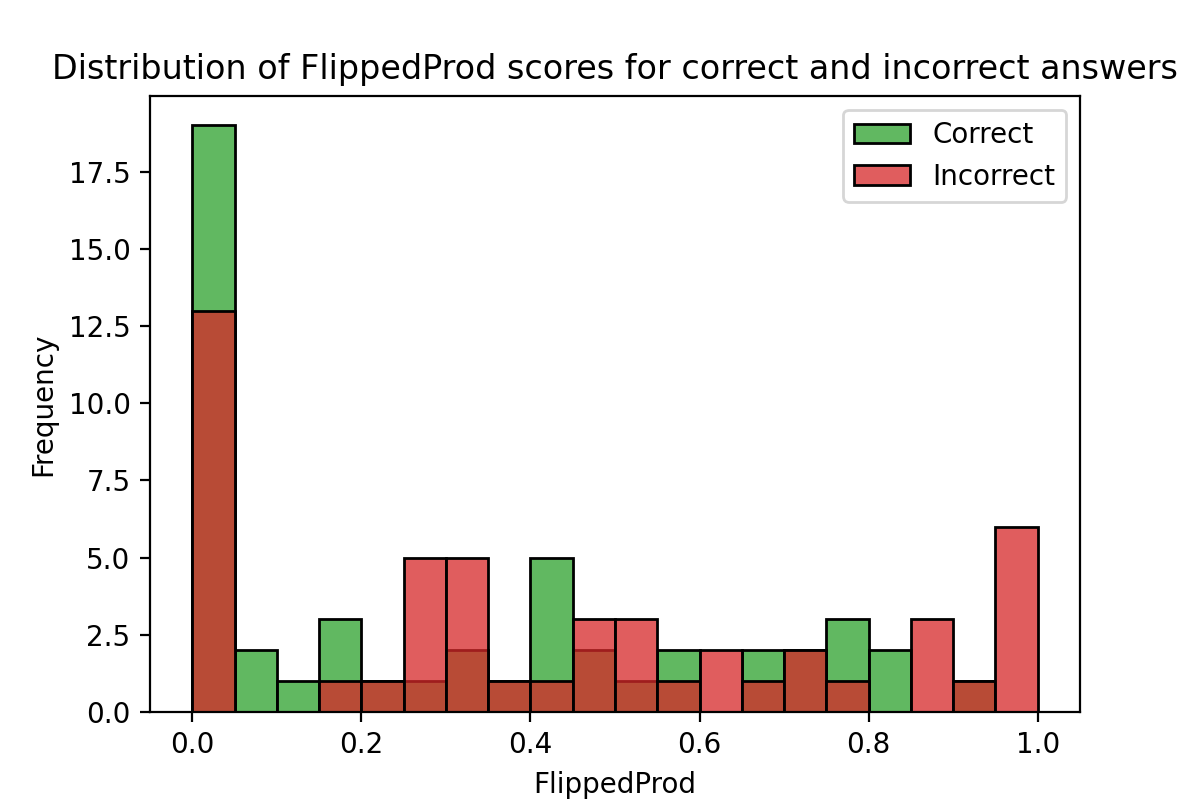 Distribution of FlippedProd scores for correct and incorrect answers
Correct
Incorrect
17.5
15.0
12.5
10.0
7.5
5.0
2.5
0.0
Frequency
0.0 0.2 0.4 0.6 0.8 1.0
FlippedProd